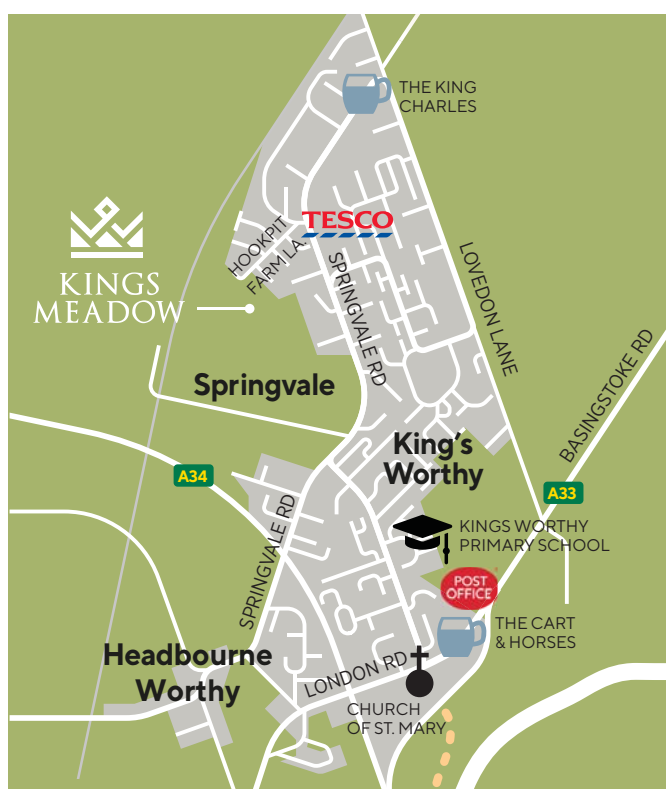 THE KING
CHARLES
TESCO
HOOKPIT
FARM LA.
KINGS
MEADOW
SPRINGVALE RD
LOVEDON LANE
BASINGSTOKE RD
Springvale
King's
Worthy
A34
A33
KINGS WORTHY
PRIMARY SCHOOL
SPRINGVALE RD
POST
OFFICE
THE CART
& HORSES
Headbourne
Worthy
LONDON RD
CHURCH
OF ST. MARY